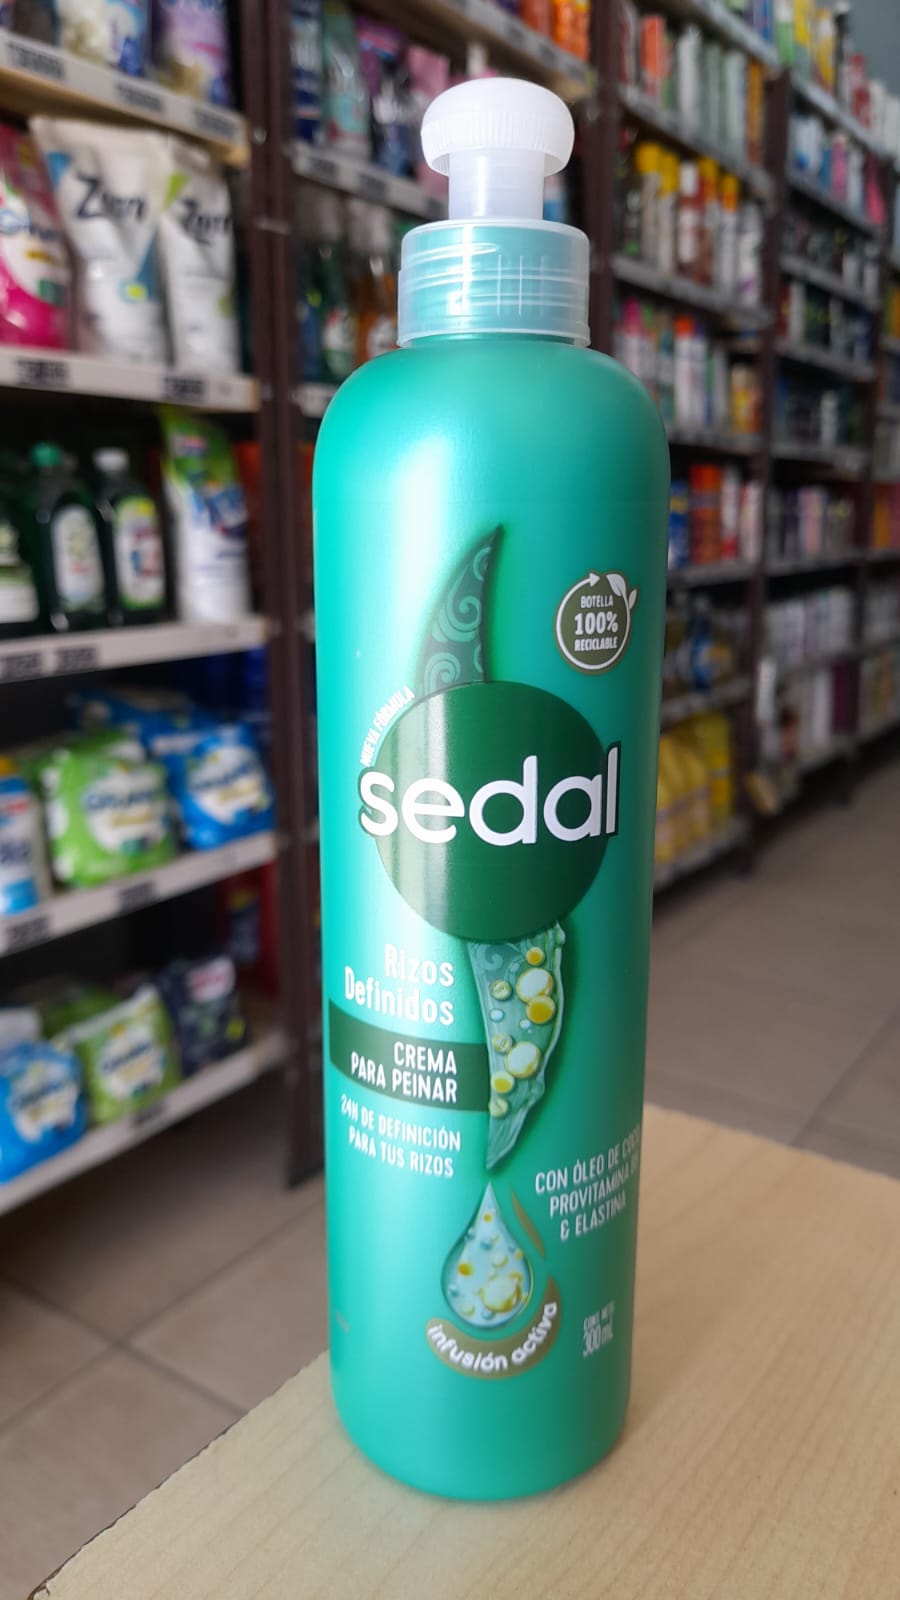 BOTELLA
100%
RECICLABLE
NUEVA FÓRMULA
sedal
Rizos
Definidos
CREMA
PARA PEINAR
24H DE DEFINICIÓN
PARA TUS RIZOS
CON ÓLEO DE COCO,
PROVITAMINA
& ELASTINA
infusión activa
CONT. NETO
300 mL